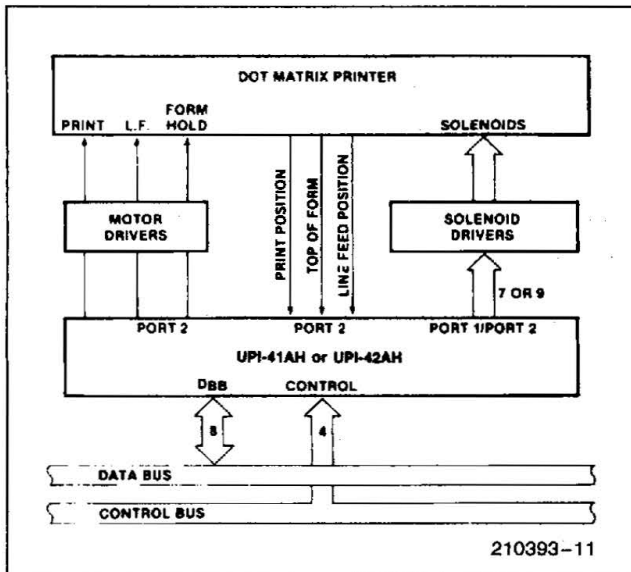 DOT MATRIX PRINTER
PRINT
L.F.
FORM
HOLD
SOLENOIDS
MOTOR
DRIVERS
PRINT POSITION
TOP OF FORM
LINE FEED POSITION
SOLENOID
DRIVERS
7 OR 9
PORT 2
PORT 2
PORT 1/PORT 2
UPI-41AH or UPI-42AH
DBB
CONTROL
8
4
DATA BUS
CONTROL BUS
210393-11